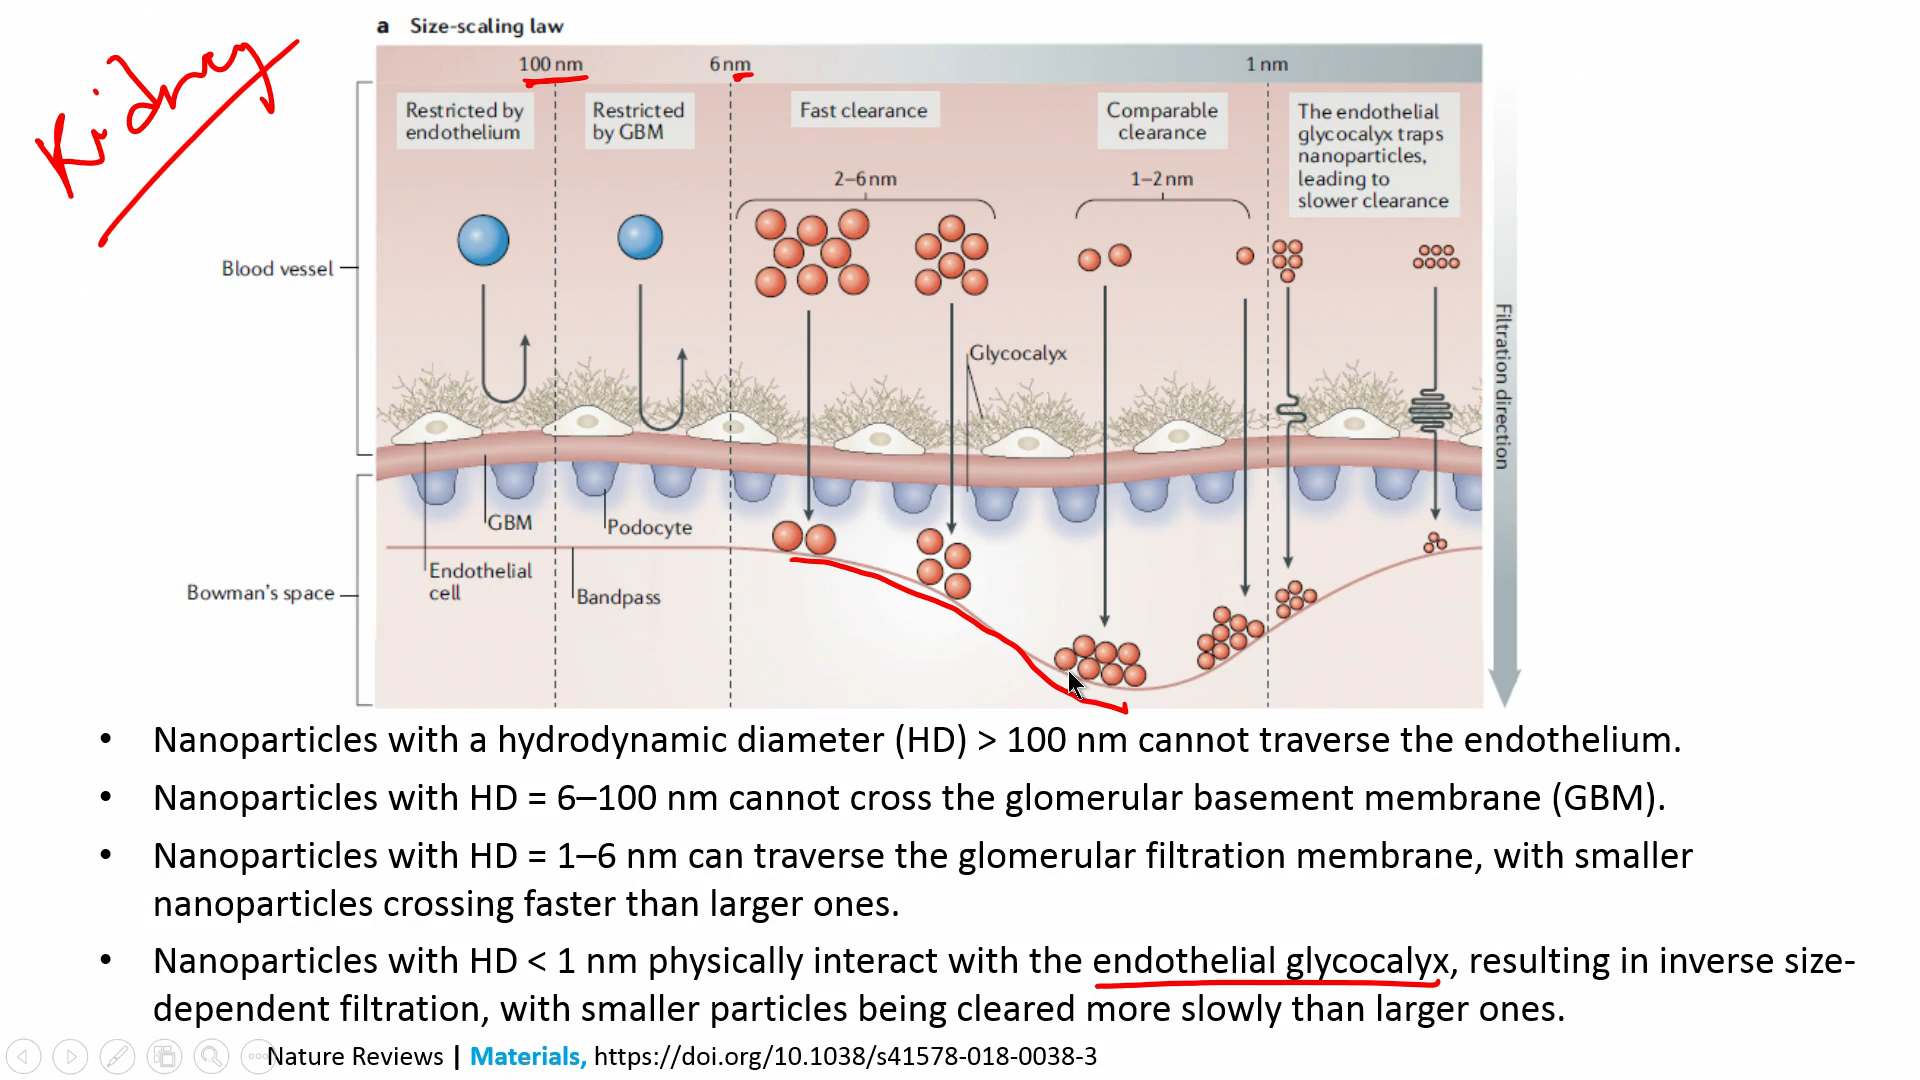 Kidney
a Size-scaling law
100 nm
6 nm
1 nm
Restricted by
endothelium
Restricted
by GBM
Fast clearance
Comparable
clearance
The endothelial
glycocalyx traps
nanoparticles,
leading to
slower clearance
2–6 nm
1–2 nm
Blood vessel
Glycocalyx
Filtration direction
GBM
Podocyte
Endothelial
cell
Bandpass
Bowman's space
• Nanoparticles with a hydrodynamic diameter (HD) > 100 nm cannot traverse the endothelium.
• Nanoparticles with HD = 6–100 nm cannot cross the glomerular basement membrane (GBM).
• Nanoparticles with HD = 1–6 nm can traverse the glomerular filtration membrane, with smaller
nanoparticles crossing faster than larger ones.
• Nanoparticles with HD < 1 nm physically interact with the endothelial glycocalyx, resulting in inverse size-
dependent filtration, with smaller particles being cleared more slowly than larger ones.
Nature Reviews | Materials, https://doi.org/10.1038/s41578-018-0038-3